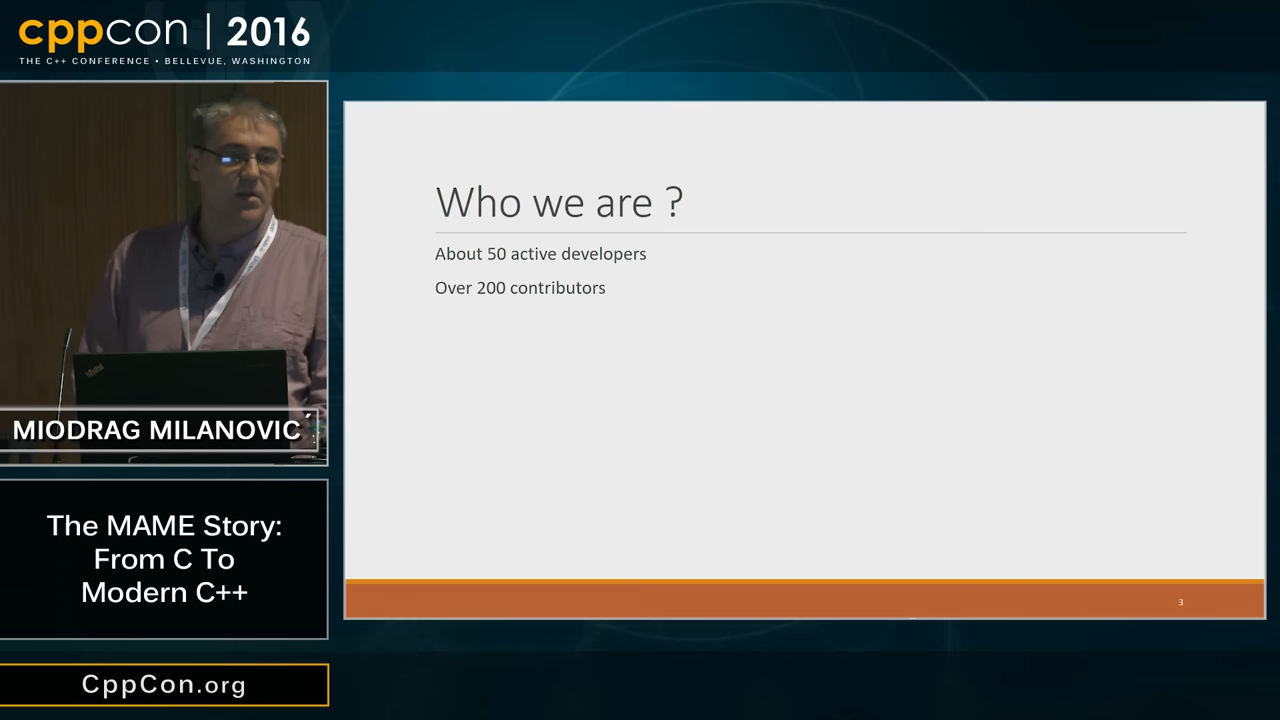 cppcon | 2016
THE C++ CONFERENCE • BELLEVUE, WASHINGTON
MIODRAG MILANOVIĆ
The MAME Story:
From C To
Modern C++
CppCon.org
Who we are ?
About 50 active developers
Over 200 contributors
3